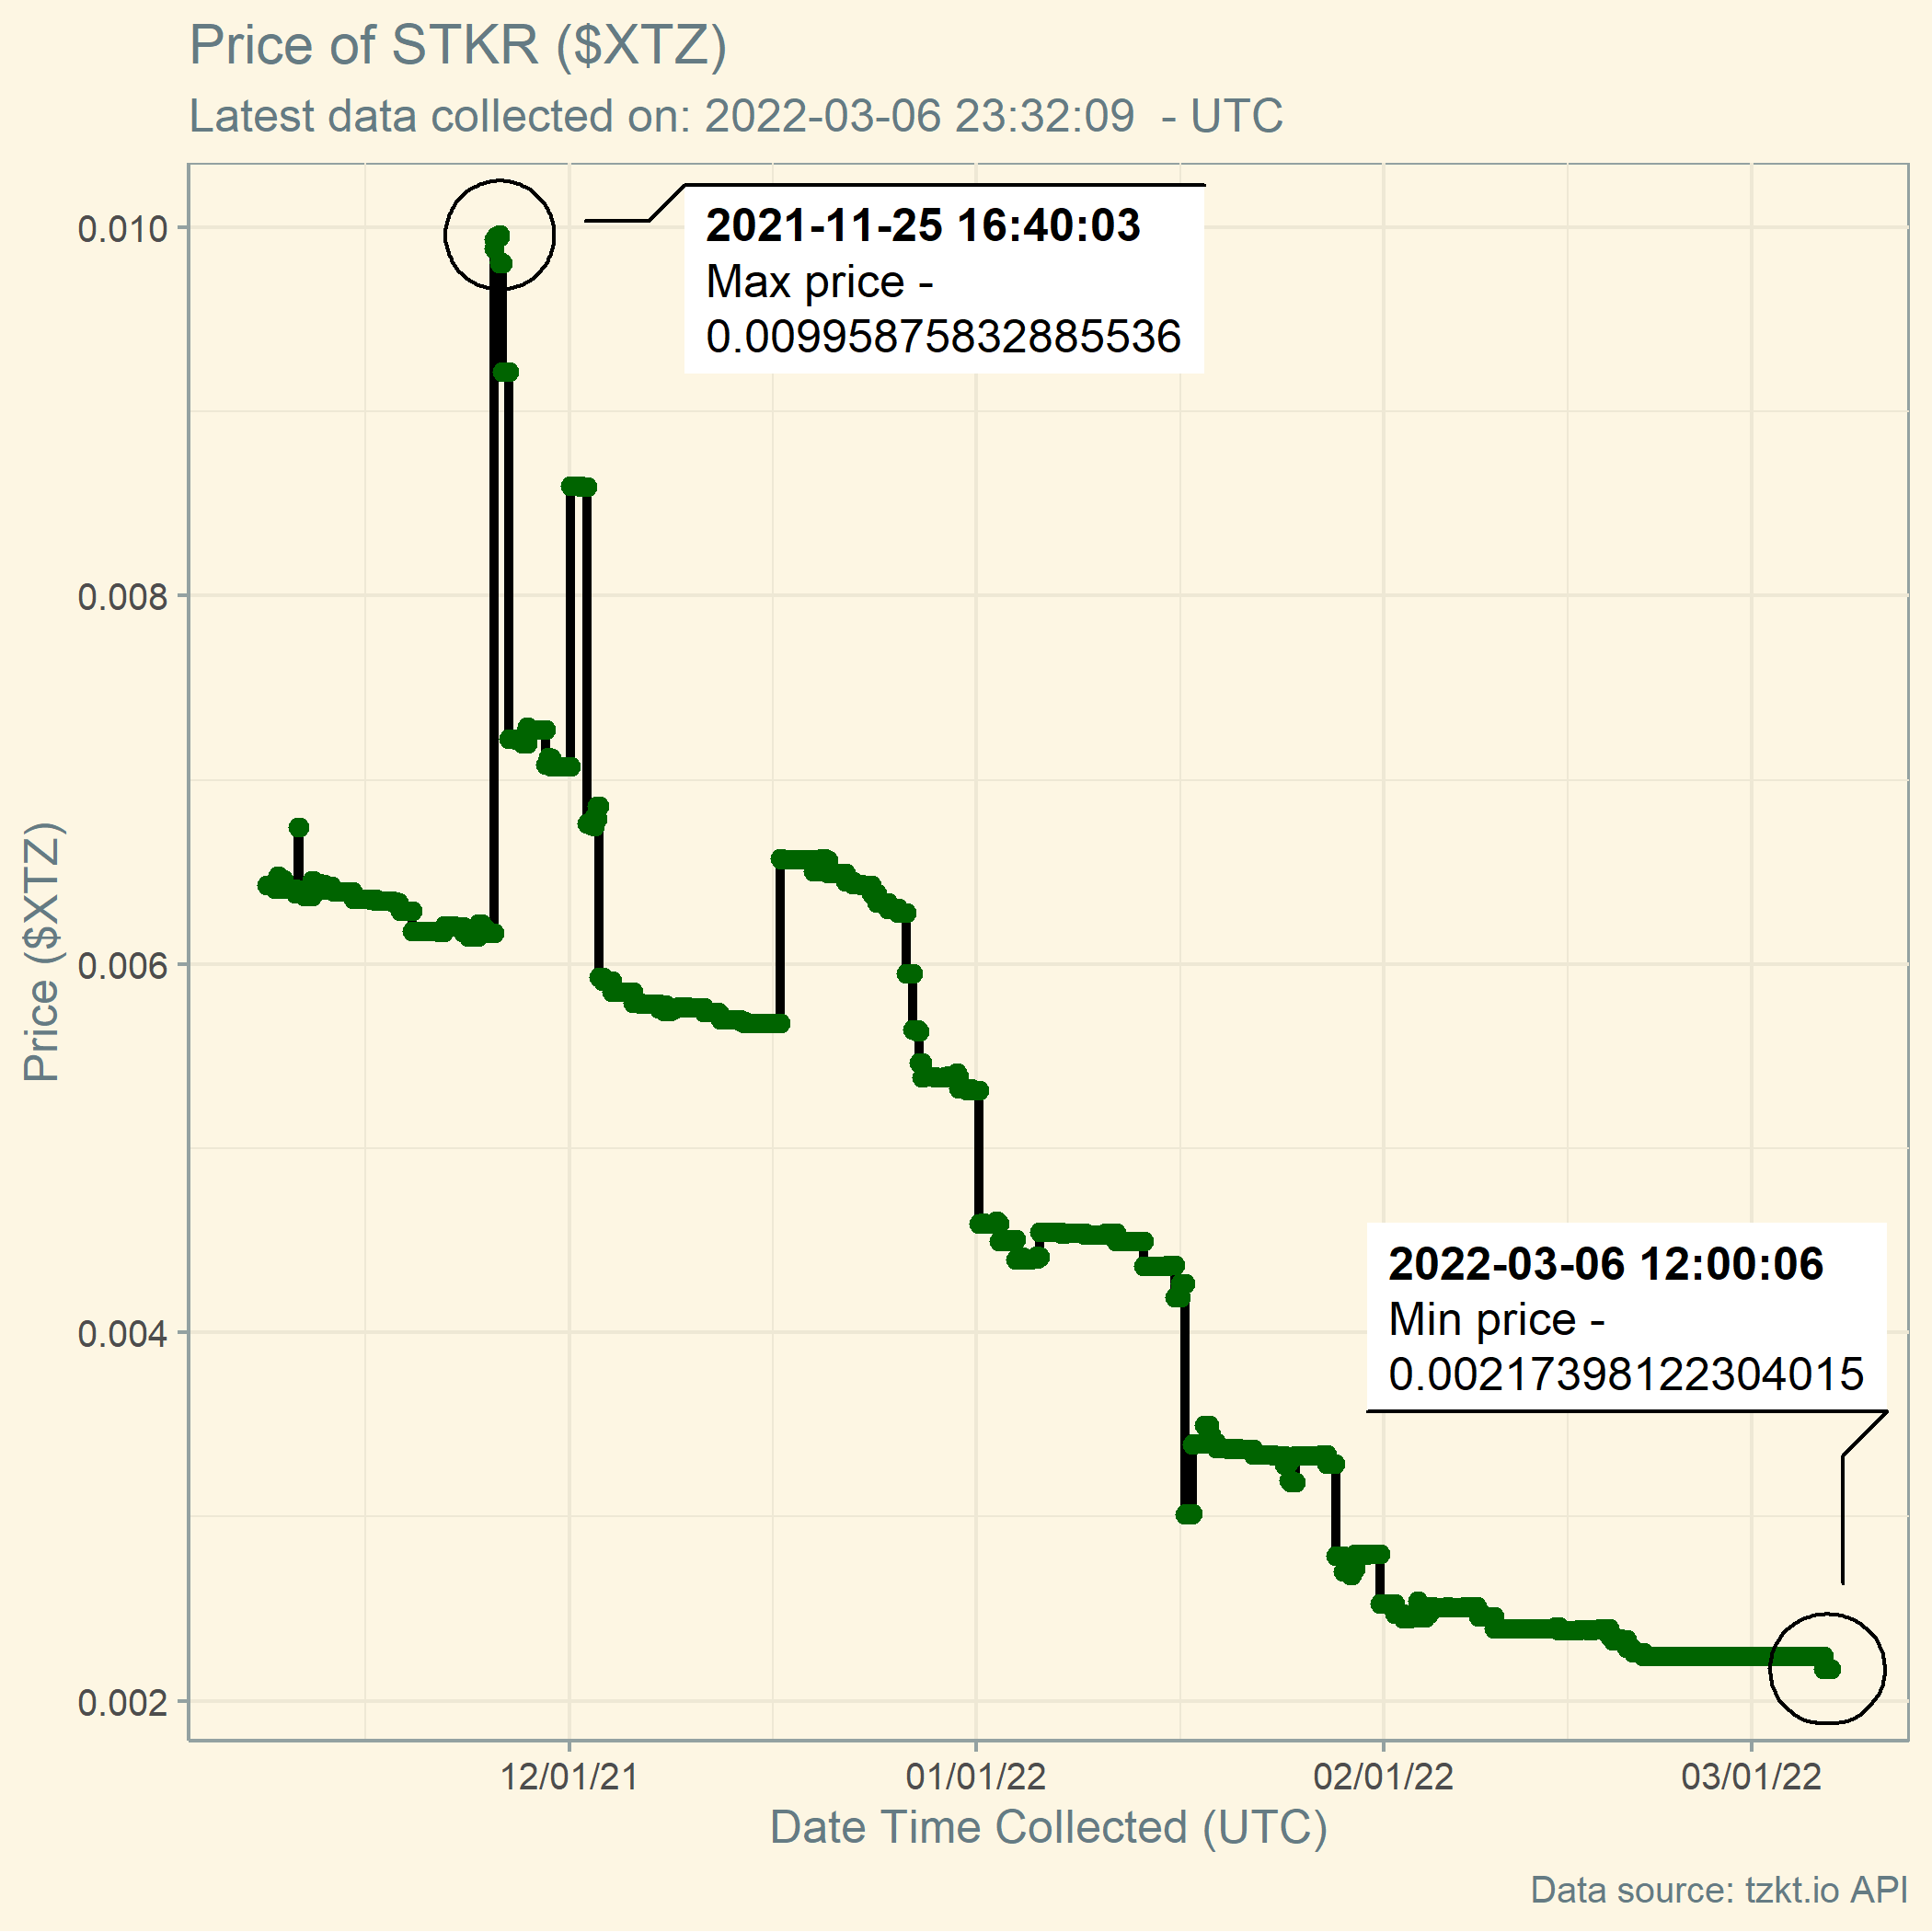 Price of STKR ($XTZ)
Latest data collected on: 2022-03-06 23:32:09  - UTC
0.010
2021-11-25 16:40:03
Max price -
0.00995875832885536
0.008
Price ($XTZ)
0.006
2022-03-06 12:00:06
Min price -
0.00217398122304015
0.004
0.002
12/01/21
01/01/22
02/01/22
03/01/22
Date Time Collected (UTC)
Data source: tzkt.io API